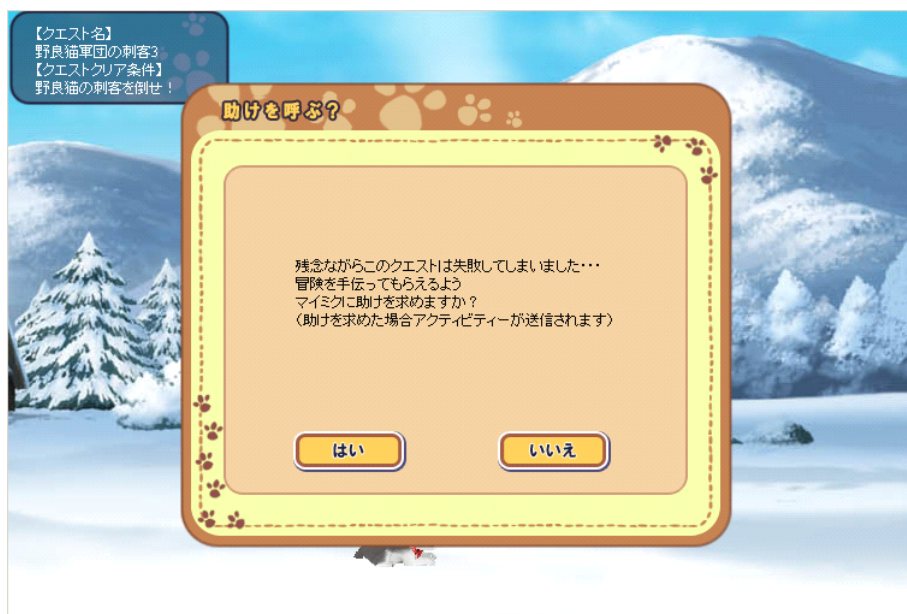 【クエスト名】
野良猫軍団の刺客3
【クエストクリア条件】
野良猫の刺客を倒せ！
助けを呼ぶ？
残念ながらこのクエストは失敗してしまいました・・・
冒険を手伝ってもらえるよう
マイミクに助けを求めますか？
（助けを求めた場合アクティビティーが送信されます）
はい
いいえ